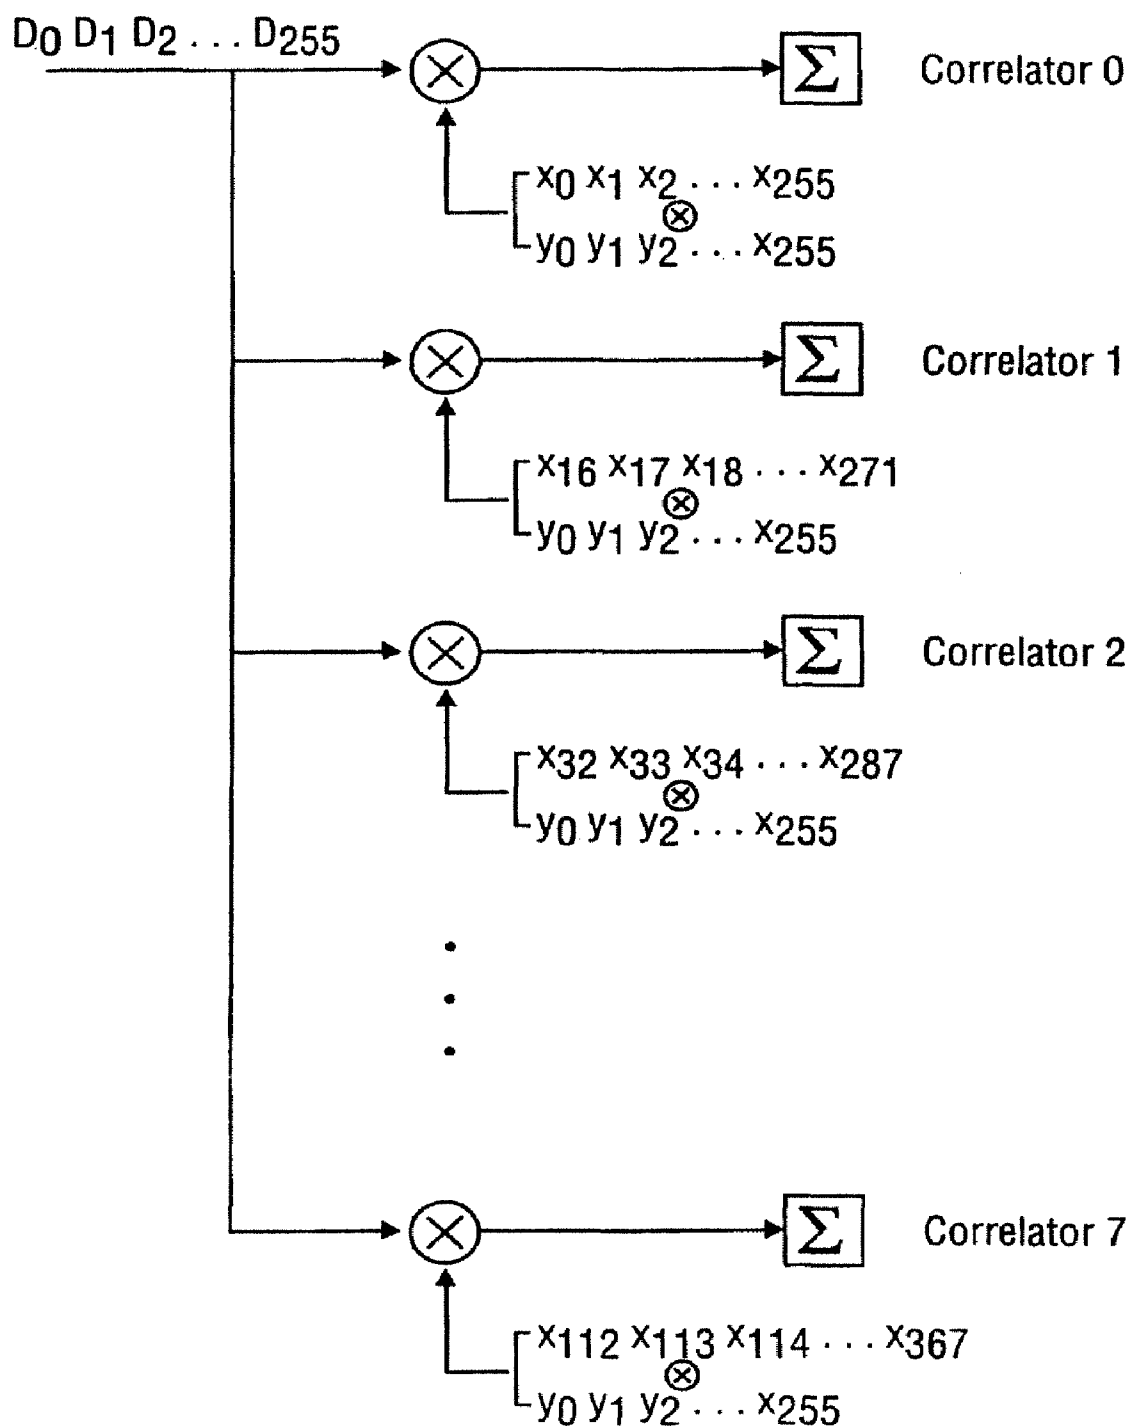 D0 D1 D2 ... D255
Σ Correlator 0
x0 x1 x2 ... x255
⊗
y0 y1 y2 ... x255
Σ Correlator 1
x16 x17 x18 ... x271
⊗
y0 y1 y2 ... x255
Σ Correlator 2
x32 x33 x34 ... x287
⊗
y0 y1 y2 ... x255
Σ Correlator 7
x112 x113 x114 ... x367
⊗
y0 y1 y2 ... x255